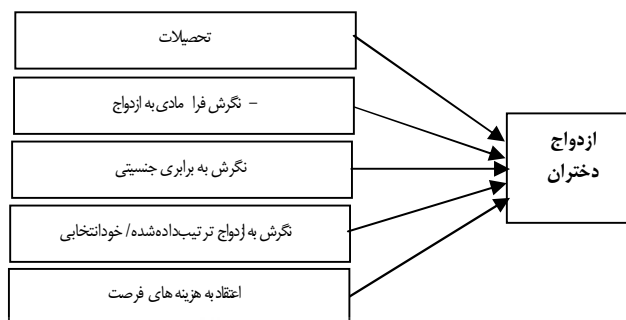 تحصیلات
- نگرش فرا مادی به ازدواج
نگرش به برابری جنسیتی
نگرش به ازدواج ترتیب‌داده‌شده/ خودانتخابی
اعتقاد به هزینه های فرصت
ازدواج
دختران